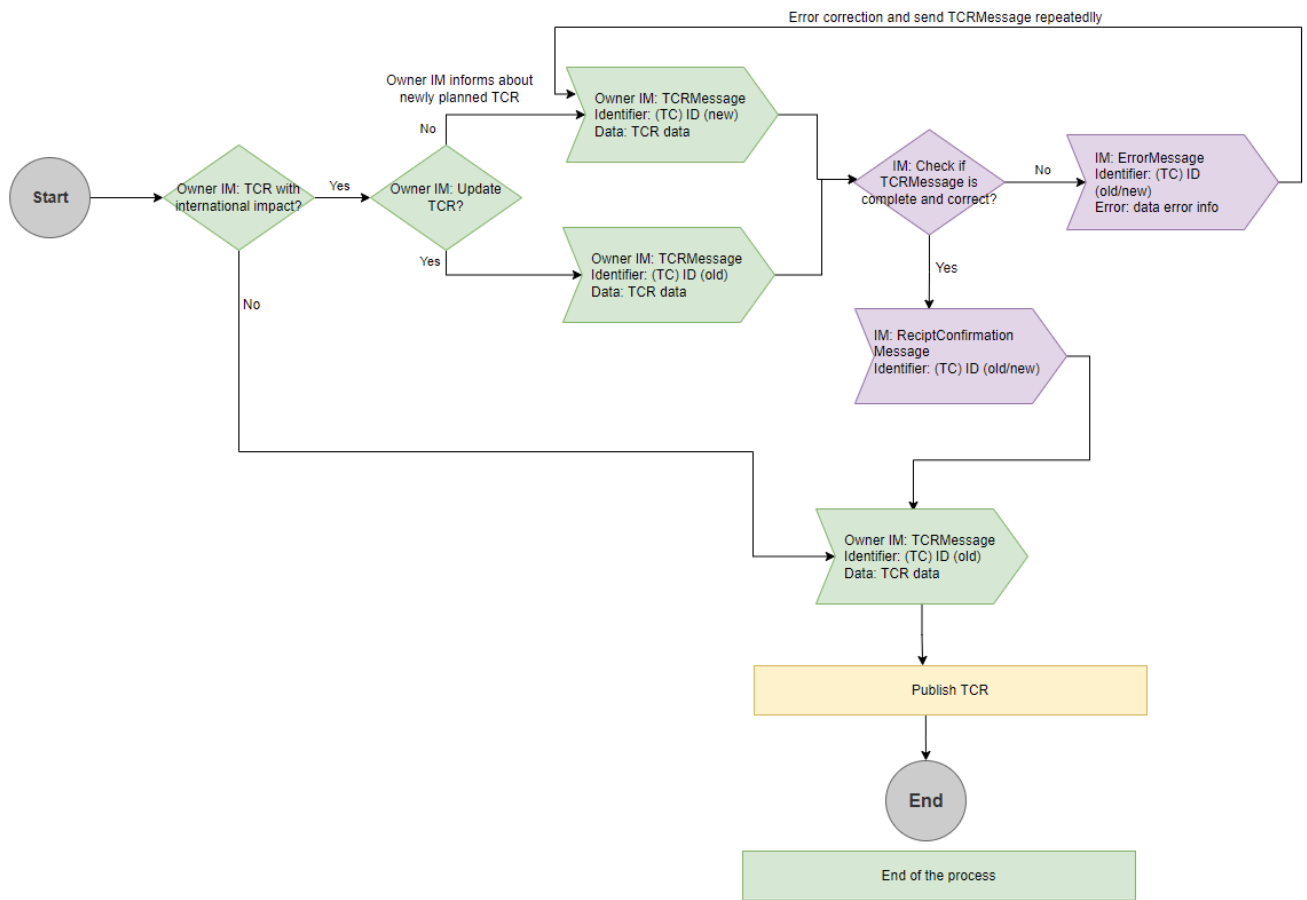 Error correction and send TCRMessage repeatedlly
Owner IM informs about
newly planned TCR
No
Owner IM: TCRMessage
Identifier: (TC) ID (new)
Data: TCR data
Start
Owner IM: TCR with
international impact?
Yes
Owner IM: Update
TCR?
IM: Check if
TCRMessage is
complete and correct?
No
IM: ErrorMessage
Identifier: (TC) ID
(old/new)
Error: data error info
Yes
Owner IM: TCRMessage
Identifier: (TC) ID (old)
Data: TCR data
Yes
No
IM: ReciptConfirmation
Message
Identifier: (TC) ID (old/new)
Owner IM: TCRMessage
Identifier: (TC) ID (old)
Data: TCR data
Publish TCR
End
End of the process